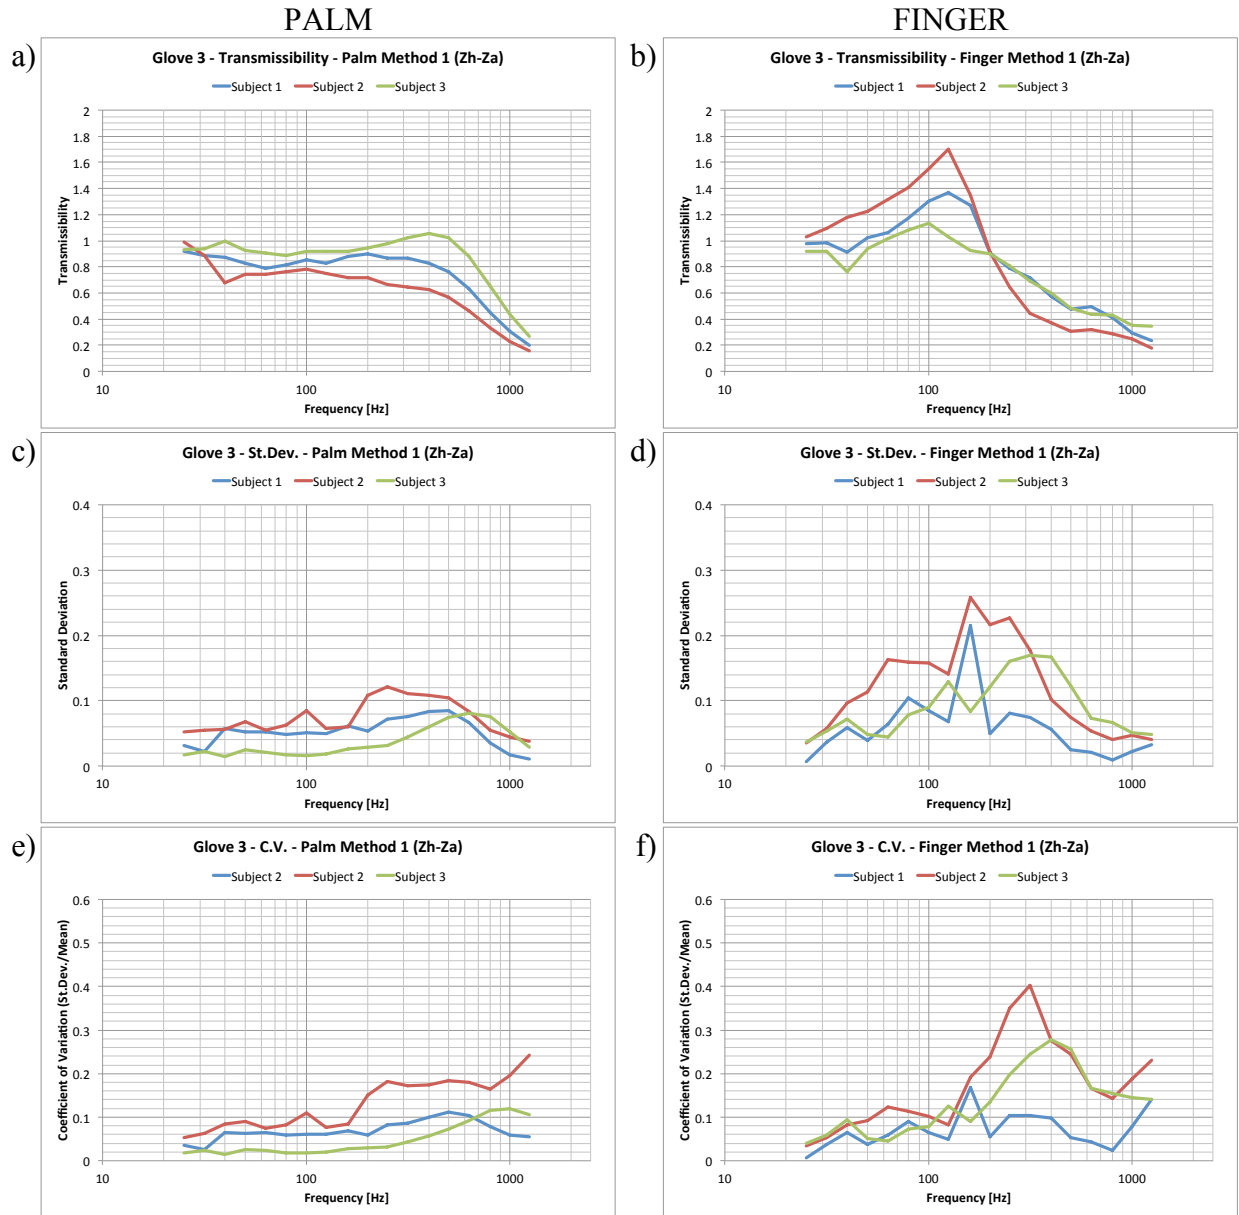 PALM
FINGER
a)
Glove 3 - Transmissibility - Palm Method 1 (Zh-Za)
Subject 1 Subject 2 Subject 3
2
1.8
1.6
1.4
1.2
1
0.8
0.6
0.4
0.2
0
Transmissibility
10 100 1000
Frequency [Hz]
b)
Glove 3 - Transmissibility - Finger Method 1 (Zh-Za)
Subject 1 Subject 2 Subject 3
2
1.8
1.6
1.4
1.2
1
0.8
0.6
0.4
0.2
0
Transmissibility
10 100 1000
Frequency [Hz]
c)
Glove 3 - St.Dev. - Palm Method 1 (Zh-Za)
Subject 1 Subject 2 Subject 3
0.4
0.3
0.2
0.1
0
Standard Deviation
10 100 1000
Frequency [Hz]
d)
Glove 3 - St.Dev. - Finger Method 1 (Zh-Za)
Subject 1 Subject 2 Subject 3
0.4
0.3
0.2
0.1
0
Standard Deviation
10 100 1000
Frequency [Hz]
e)
Glove 3 - C.V. - Palm Method 1 (Zh-Za)
Subject 2 Subject 2 Subject 3
0.6
0.5
0.4
0.3
0.2
0.1
0
Coefficient of Variation (St.Dev./Mean)
10 100 1000
Frequency [Hz]
f)
Glove 3 - C.V. - Finger Method 1 (Zh-Za)
Subject 1 Subject 2 Subject 3
0.6
0.5
0.4
0.3
0.2
0.1
0
Coefficient of Variation (St.Dev./Mean)
10 100 1000
Frequency [Hz]